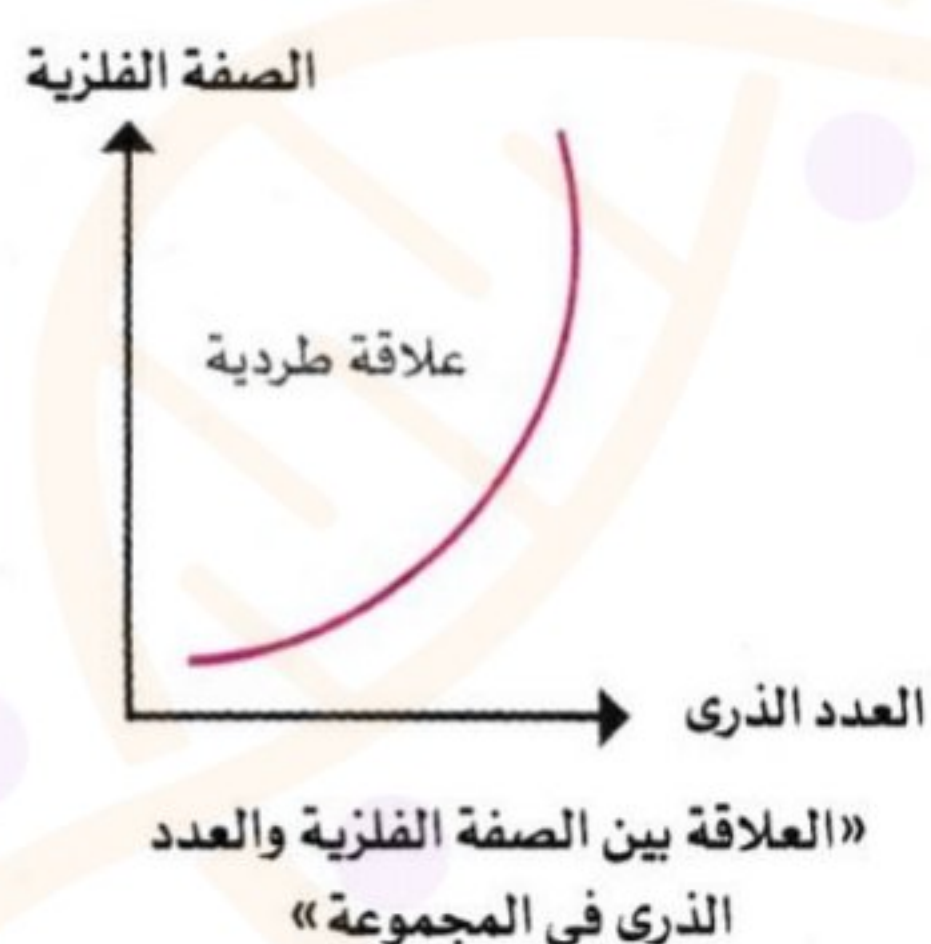 الصفة الفلزية
علاقة طردية
العدد الذرى
«العلاقة بين الصفة الفلزية والعدد
الذرى فى المجموعة»